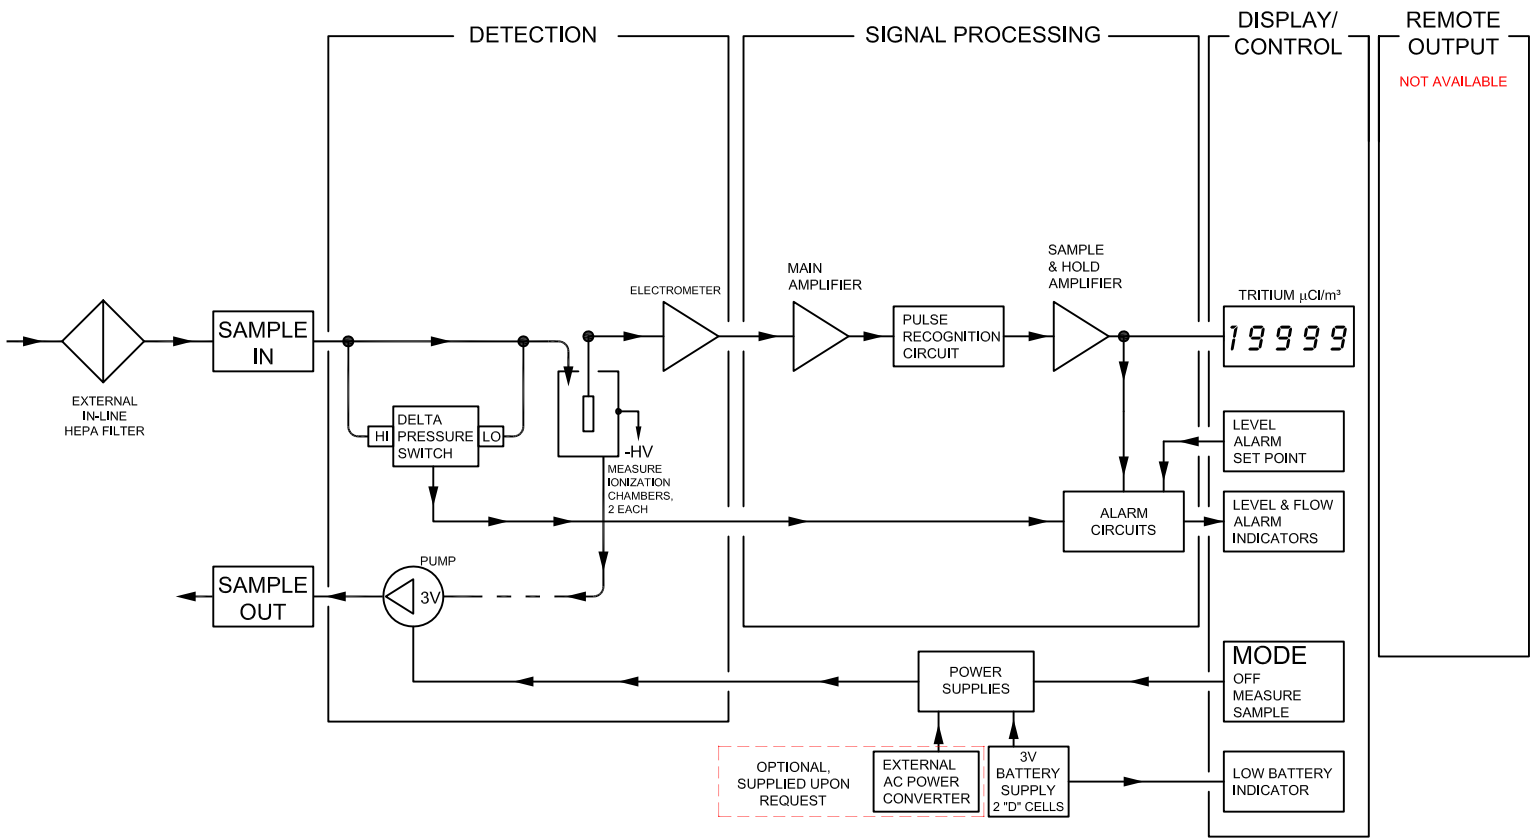 DETECTION
SIGNAL PROCESSING
DISPLAY/
CONTROL
REMOTE
OUTPUT
NOT AVAILABLE
EXTERNAL
IN-LINE
HEPA FILTER
SAMPLE
IN
HI
DELTA
PRESSURE
SWITCH
LO
ELECTROMETER
-HV
MEASURE
IONIZATION
CHAMBERS,
2 EACH
MAIN
AMPLIFIER
PULSE
RECOGNITION
CIRCUIT
SAMPLE
& HOLD
AMPLIFIER
TRITIUM µCi/m³
19999
LEVEL
ALARM
SET POINT
ALARM
CIRCUITS
LEVEL & FLOW
ALARM
INDICATORS
SAMPLE
OUT
PUMP
3V
POWER
SUPPLIES
MODE
OFF
MEASURE
SAMPLE
OPTIONAL,
SUPPLIED UPON
REQUEST
EXTERNAL
AC POWER
CONVERTER
3V
BATTERY
SUPPLY
2 "D" CELLS
LOW BATTERY
INDICATOR